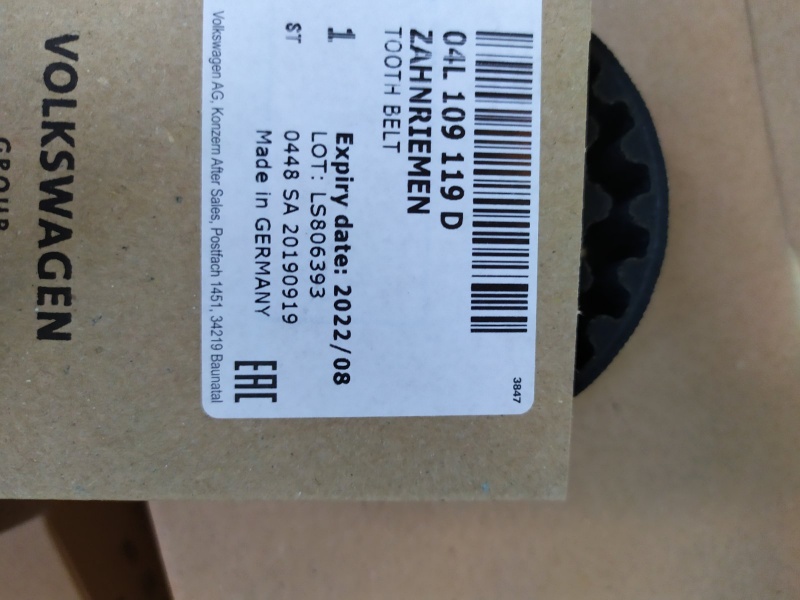 VOLKSWAGEN
GROUP
3847
04L 109 119 D
ZAHNRIEMEN
TOOTH BELT
Expiry date: 2022/08
1
LOT: LS806393
ST
0448 SA 20190919
Made in GERMANY
EAC
Volkswagen AG, Konzern After Sales, Postfach 1451, 34219 Baunatal